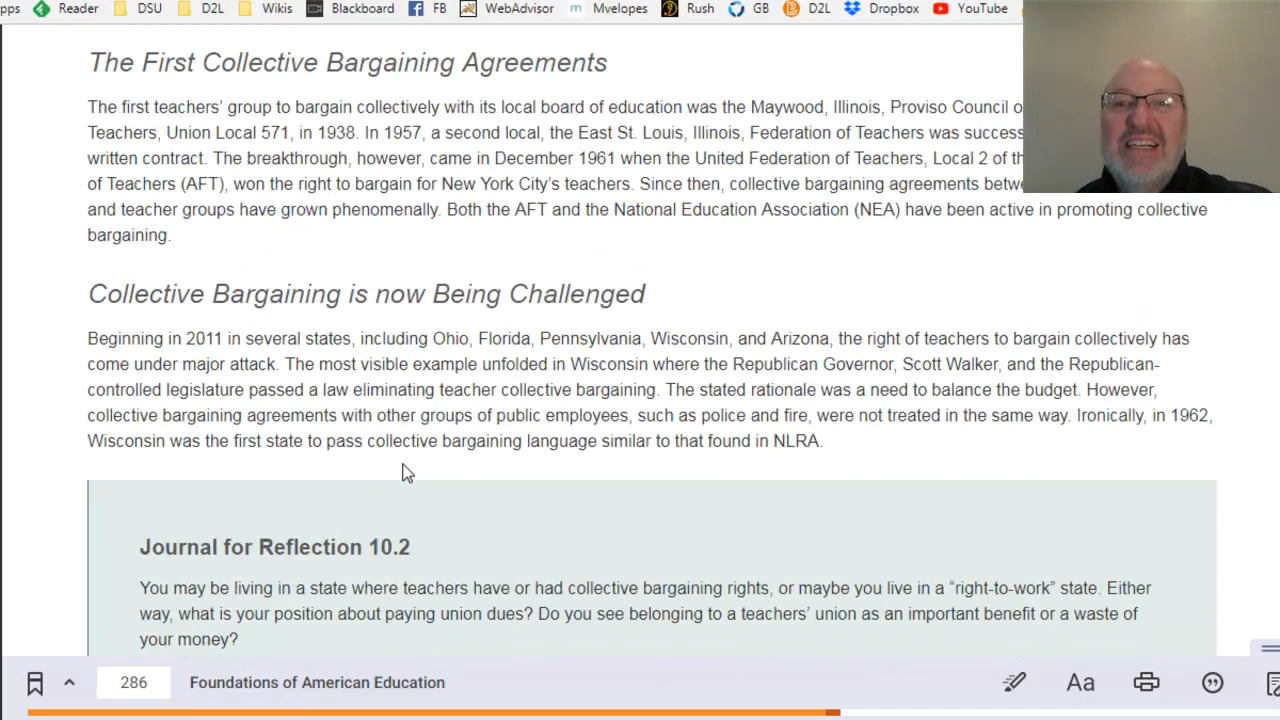 pps Reader DSU D2L Wikis Blackboard FB WebAdvisor Mvelopes Rush GB D2L Dropbox YouTube
The First Collective Bargaining Agreements
The first teachers’ group to bargain collectively with its local board of education was the Maywood, Illinois, Proviso Council o
Teachers, Union Local 571, in 1938. In 1957, a second local, the East St. Louis, Illinois, Federation of Teachers was success
written contract. The breakthrough, however, came in December 1961 when the United Federation of Teachers, Local 2 of th
of Teachers (AFT), won the right to bargain for New York City’s teachers. Since then, collective bargaining agreements betw
and teacher groups have grown phenomenally. Both the AFT and the National Education Association (NEA) have been active in promoting collective
bargaining.
Collective Bargaining is now Being Challenged
Beginning in 2011 in several states, including Ohio, Florida, Pennsylvania, Wisconsin, and Arizona, the right of teachers to bargain collectively has
come under major attack. The most visible example unfolded in Wisconsin where the Republican Governor, Scott Walker, and the Republican-
controlled legislature passed a law eliminating teacher collective bargaining. The stated rationale was a need to balance the budget. However,
collective bargaining agreements with other groups of public employees, such as police and fire, were not treated in the same way. Ironically, in 1962,
Wisconsin was the first state to pass collective bargaining language similar to that found in NLRA.
Journal for Reflection 10.2
You may be living in a state where teachers have or had collective bargaining rights, or maybe you live in a “right-to-work” state. Either
way, what is your position about paying union dues? Do you see belonging to a teachers’ union as an important benefit or a waste of
your money?
286 Foundations of American Education Aa